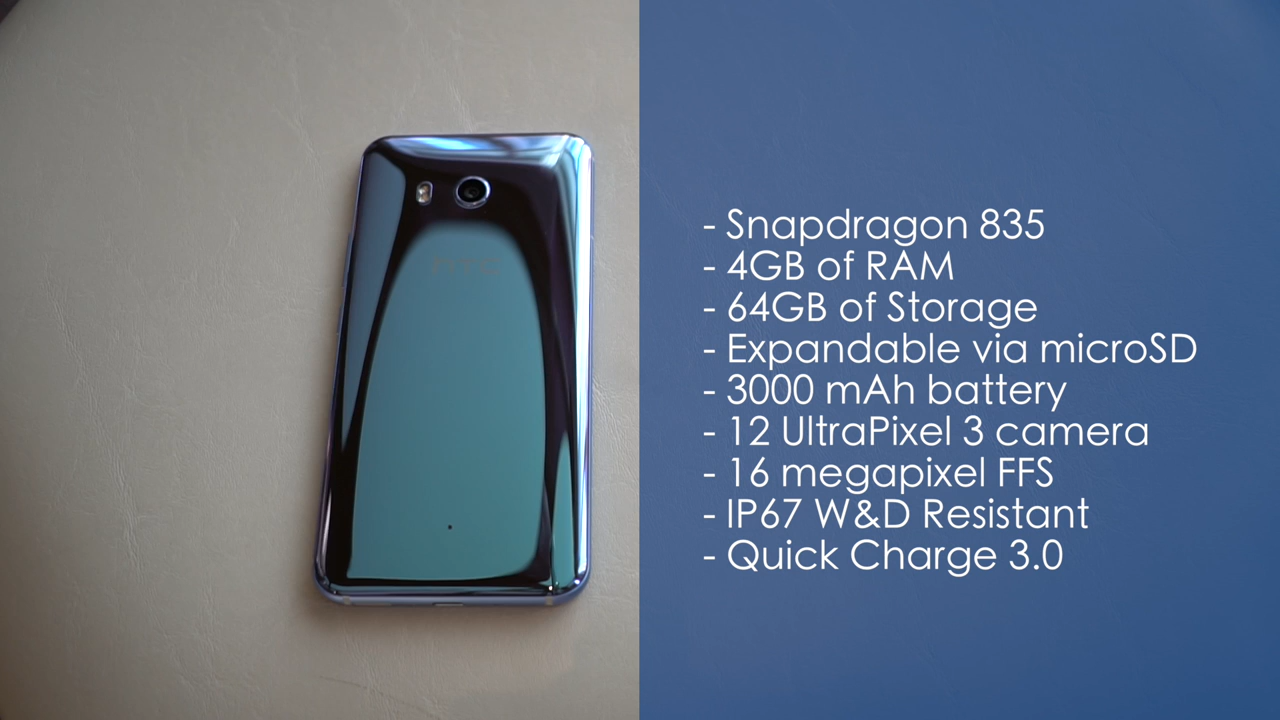 hTC
- Snapdragon 835
- 4GB of RAM
- 64GB of Storage
- Expandable via microSD
- 3000 mAh battery
- 12 UltraPixel 3 camera
- 16 megapixel FFS
- IP67 W&D Resistant
- Quick Charge 3.0